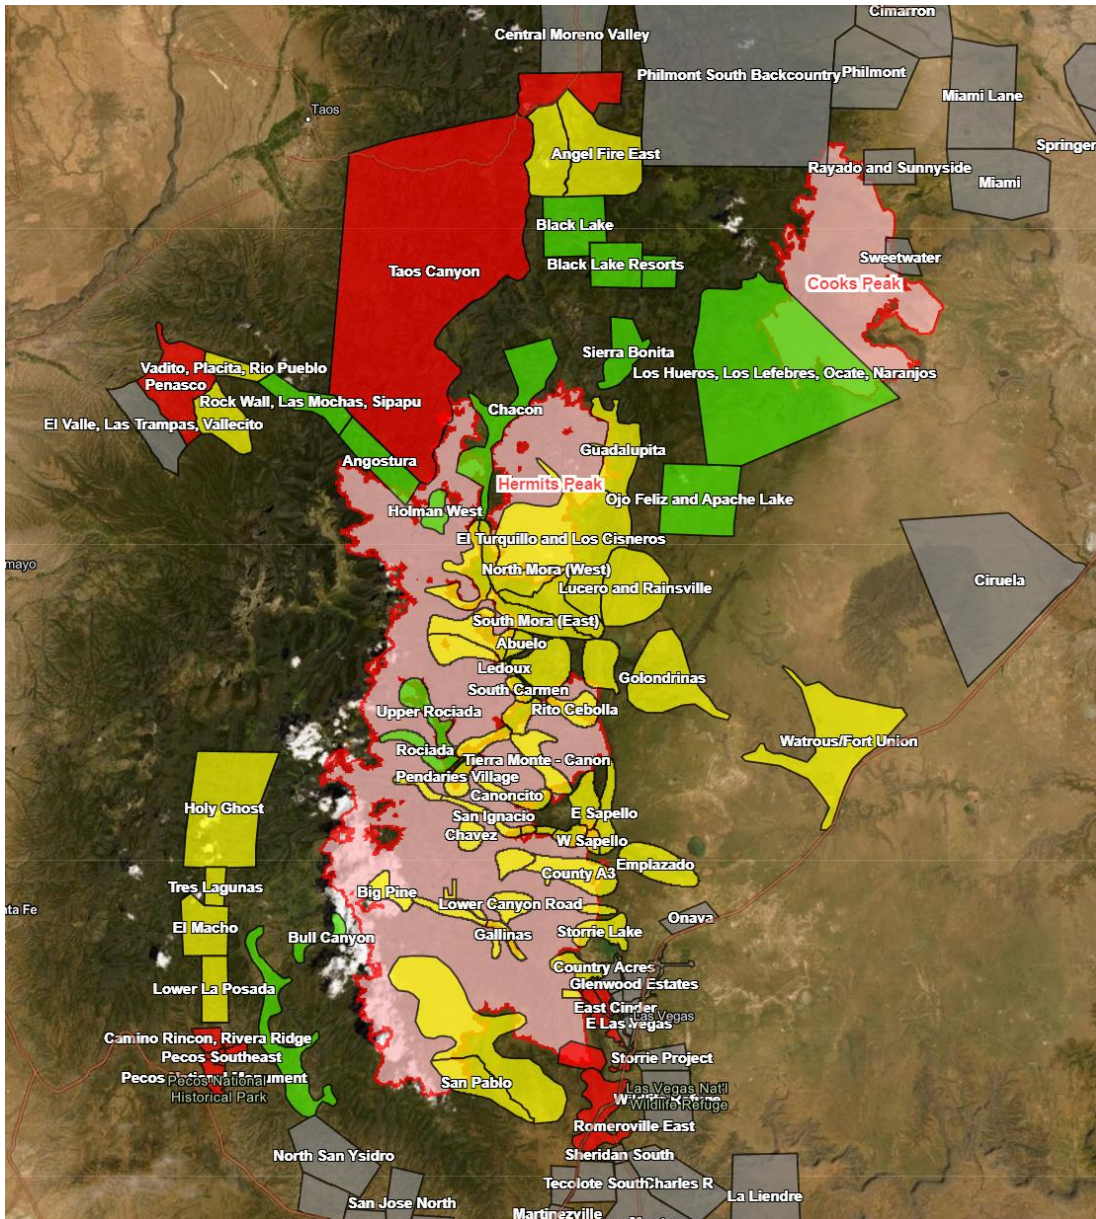 Cimarron
Central Moreno Valley
Philmont South Backcountry
Philmont
Miami Lane
Taos
Springer
Angel Fire East
Rayado and Sunnyside
Miami
Black Lake
Sweetwater
Black Lake Resorts
Taos Canyon
Cooks Peak
Sierra Bonita
Vadito, Placita, Rio Pueblo
Los Hueros, Los Lefebres, Ocate, Naranjos
Penasco
Rock Wall, Las Mochas, Sipapu
Chacon
El Valle, Las Trampas, Vallecito
Guadalupita
Angostura
Hermits Peak
Ojo Feliz and Apache Lake
Holman West
El Turquillo and Los Cisneros
mayo
North Mora (West)
Ciruela
Lucero and Rainsville
South Mora (East)
Abuelo
Ledoux
Golondrinas
South Carmen
Upper Rociada
Rito Cebolla
Watrous/Fort Union
Rociada
Tierra Monte - Canon
Pendaries Village
Canoncito
Holy Ghost
E Sapello
San Ignacio
Chavez
W Sapello
Emplazado
County A3
Tres Lagunas
Big Pine
Lower Canyon Road
nta Fe
Onava
El Macho
Bull Canyon
Gallinas
Storrie Lake
Country Acres
Glenwood Estates
Lower La Posada
East Cinder
Las Vegas
E Las Vegas
Camino Rincon, Rivera Ridge
Pecos Southeast
Storrie Project
Pecos National Monument
Pecos National
Historical Park
San Pablo
Las Vegas Nat'l
Wildlife Refuge
Romeroville East
North San Ysidro
Sheridan South
Tecolote South
Charles R
La Liendre
San Jose North
Martinezville